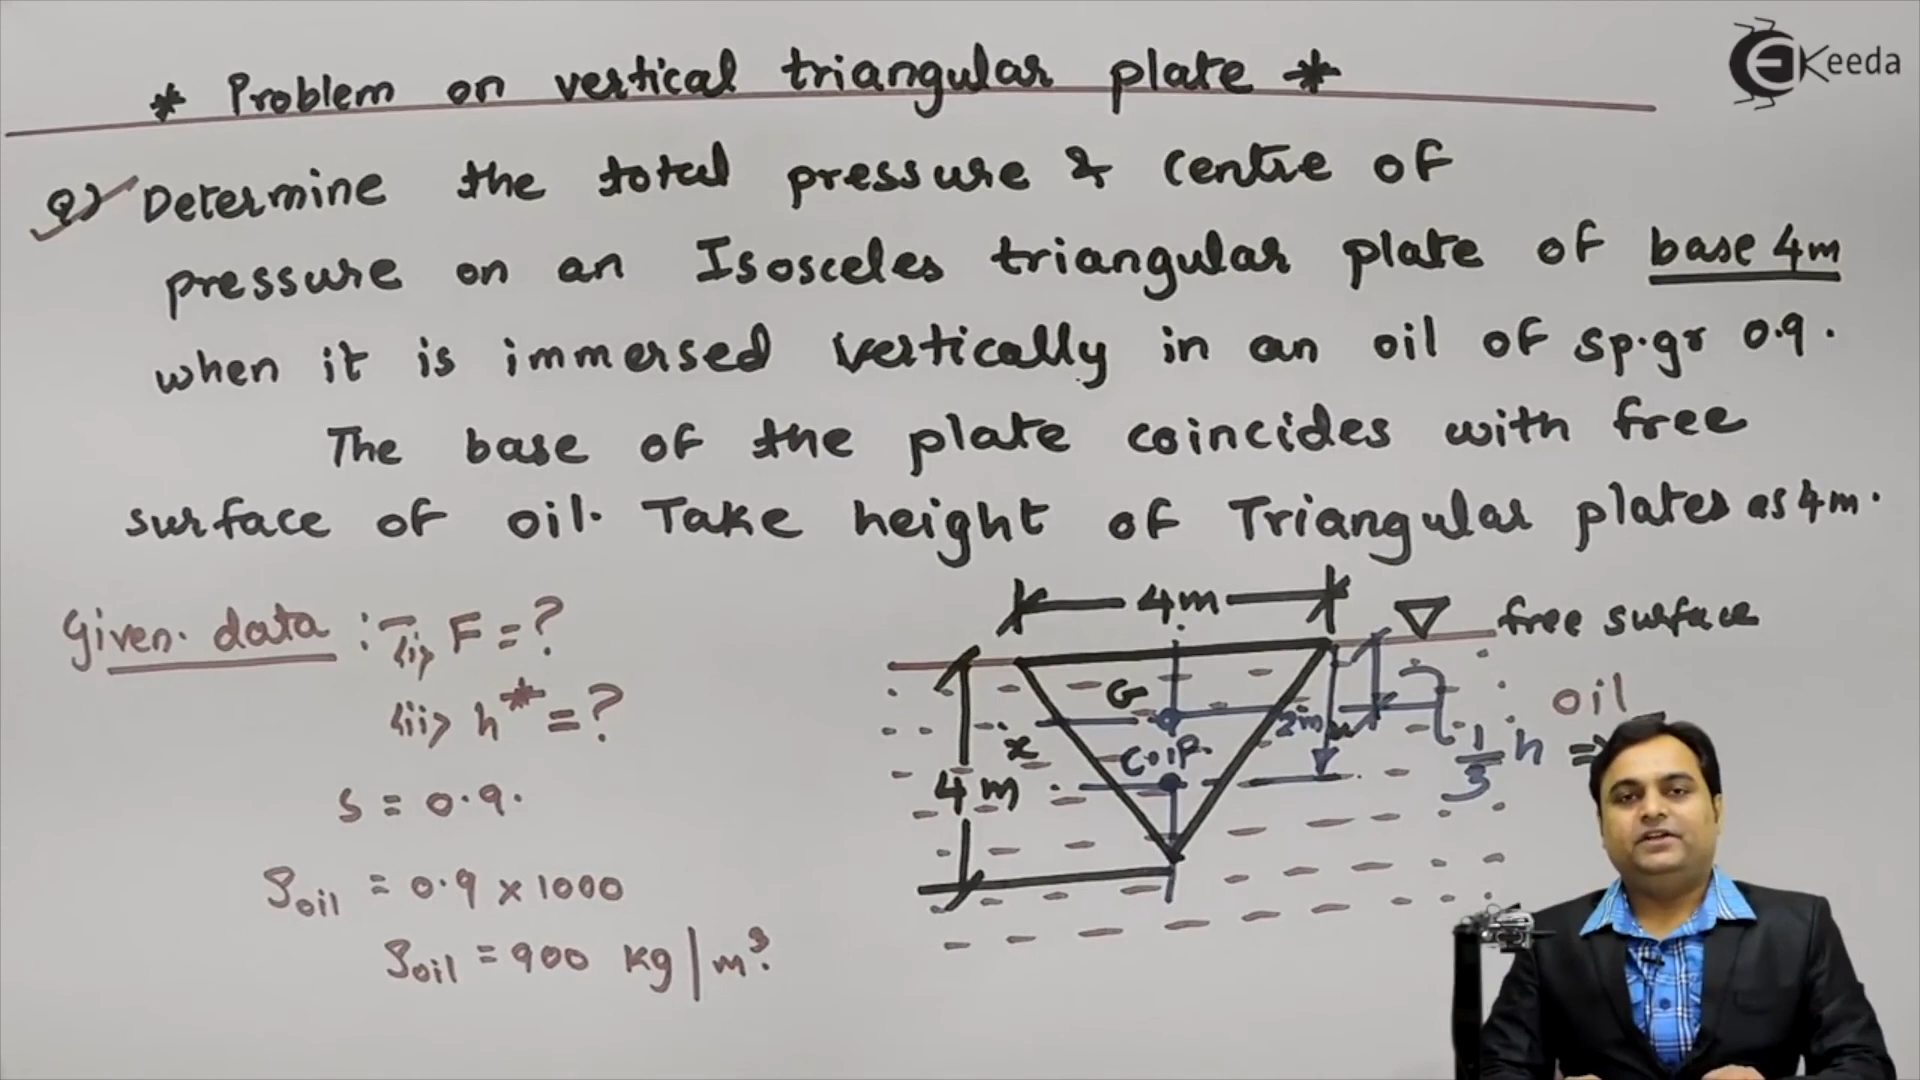 * Problem on vertical triangular plate *
EKeeda
Q) Determine the total pressure & centre of
pressure on an Isosceles triangular plate of base 4m
when it is immersed vertically in an oil of sp.gr 0.9.
The base of the plate coincides with free
surface of oil. Take height of Triangular plates as 4m.
Given data : (i) F = ?
(ii) h* = ?
S = 0.9.
ρoil = 0.9 x 1000
ρoil = 900 kg/m³
4m
free surface
G
oil
x
2m
C.O.P.
1/3 h =>
4m